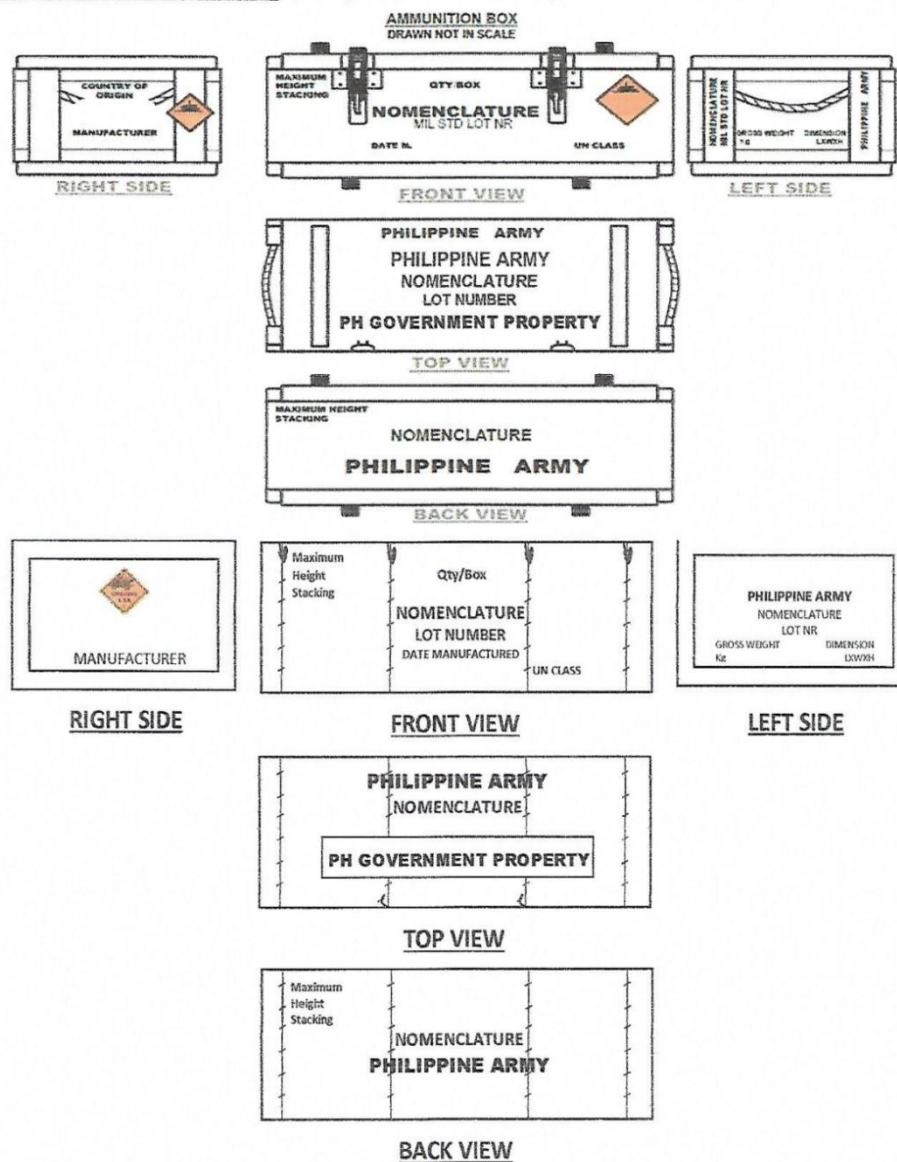 AMMUNITION BOX
DRAWN NOT IN SCALE
COUNTRY OF
ORIGIN
MANUFACTURER
RIGHT SIDE
MAXIMUM
HEIGHT
STACKING
QTY/BOX
NOMENCLATURE
MIL STD LOT NR
DATE M.
UN CLASS
FRONT VIEW
NOMENCLATURE
MIL STD LOT NR
GROSS WEIGHT
Kg
DIMENSION
LXWXH
PHILIPPINE ARMY
LEFT SIDE
PHILIPPINE ARMY
PHILIPPINE ARMY
NOMENCLATURE
LOT NUMBER
PH GOVERNMENT PROPERTY
TOP VIEW
MAXIMUM HEIGHT
STACKING
NOMENCLATURE
PHILIPPINE ARMY
BACK VIEW
MANUFACTURER
RIGHT SIDE
Maximum
Height
Stacking
Qty/Box
NOMENCLATURE
LOT NUMBER
DATE MANUFACTURED
UN CLASS
FRONT VIEW
PHILIPPINE ARMY
NOMENCLATURE
LOT NR
GROSS WEIGHT DIMENSION
Kg LXWXH
LEFT SIDE
PHILIPPINE ARMY
NOMENCLATURE
PH GOVERNMENT PROPERTY
TOP VIEW
Maximum
Height
Stacking
NOMENCLATURE
PHILIPPINE ARMY
BACK VIEW